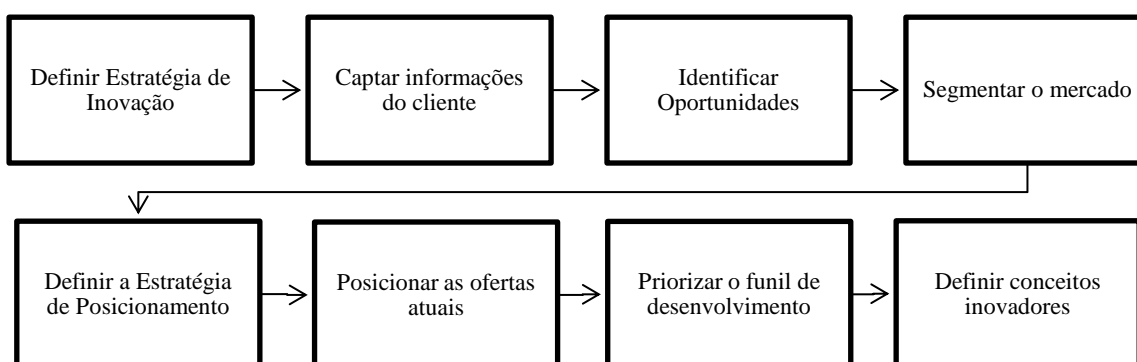 Definir Estratégia de
Inovação
Captar informações
do cliente
Identificar
Oportunidades
Segmentar o mercado
Definir a Estratégia
de Posicionamento
Posicionar as ofertas
atuais
Priorizar o funil de
desenvolvimento
Definir conceitos
inovadores